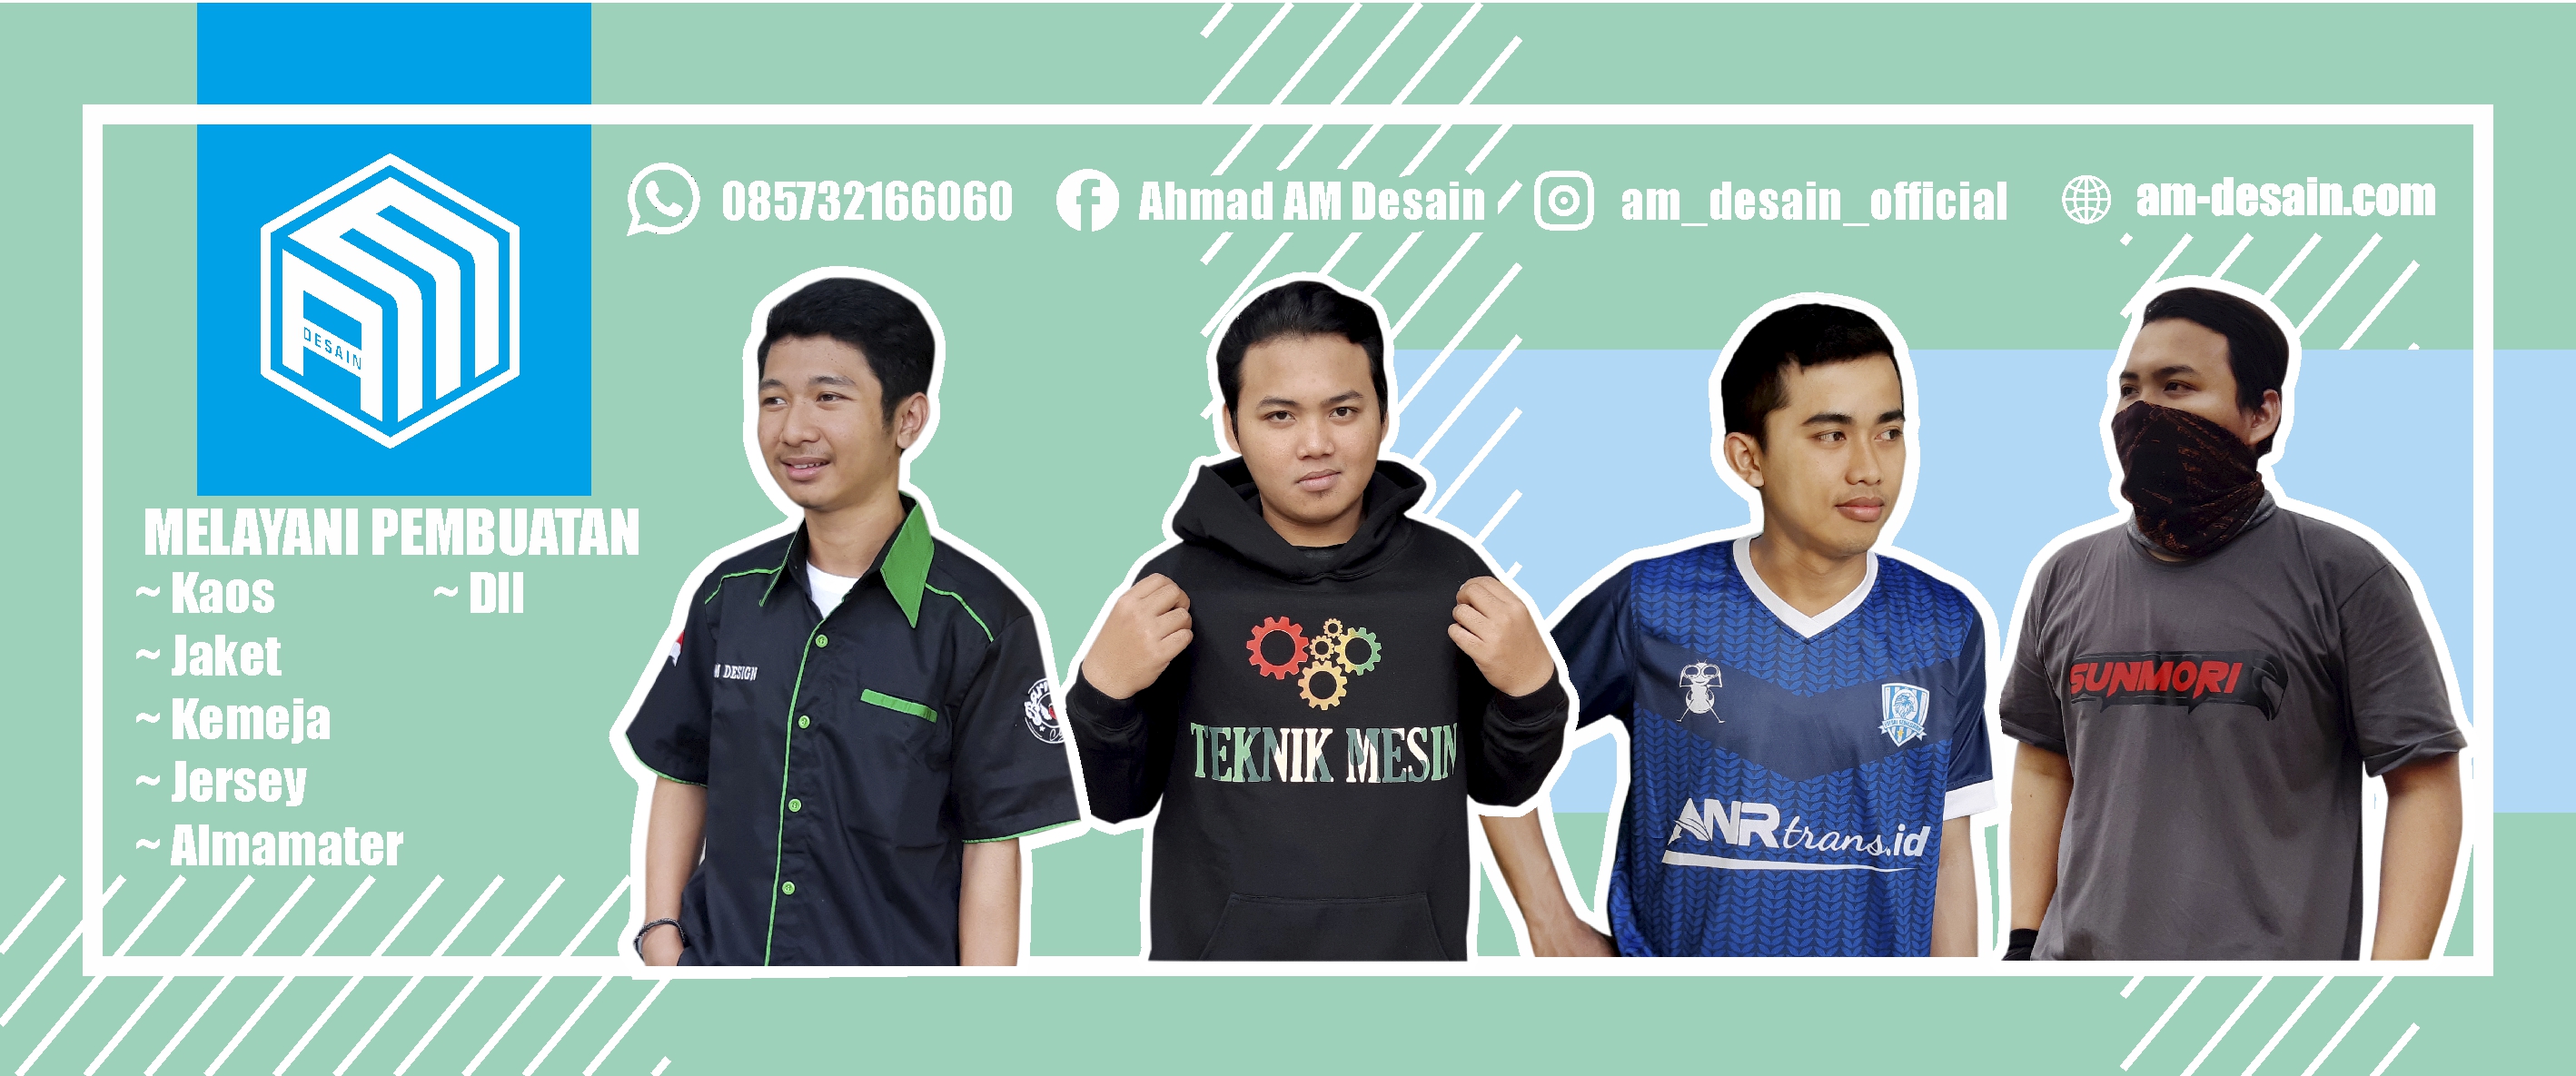 085732166060
Ahmad AM Desain
am_desain_official
am-desain.com
AM
DESAIN
MELAYANI PEMBUATAN
~ Kaos
~ Jaket
~ Kemeja
~ Jersey
~ Almamater
~ Dll
DESIGN
TEKNIK MESIN
ANRtrans.id
SUNMORI